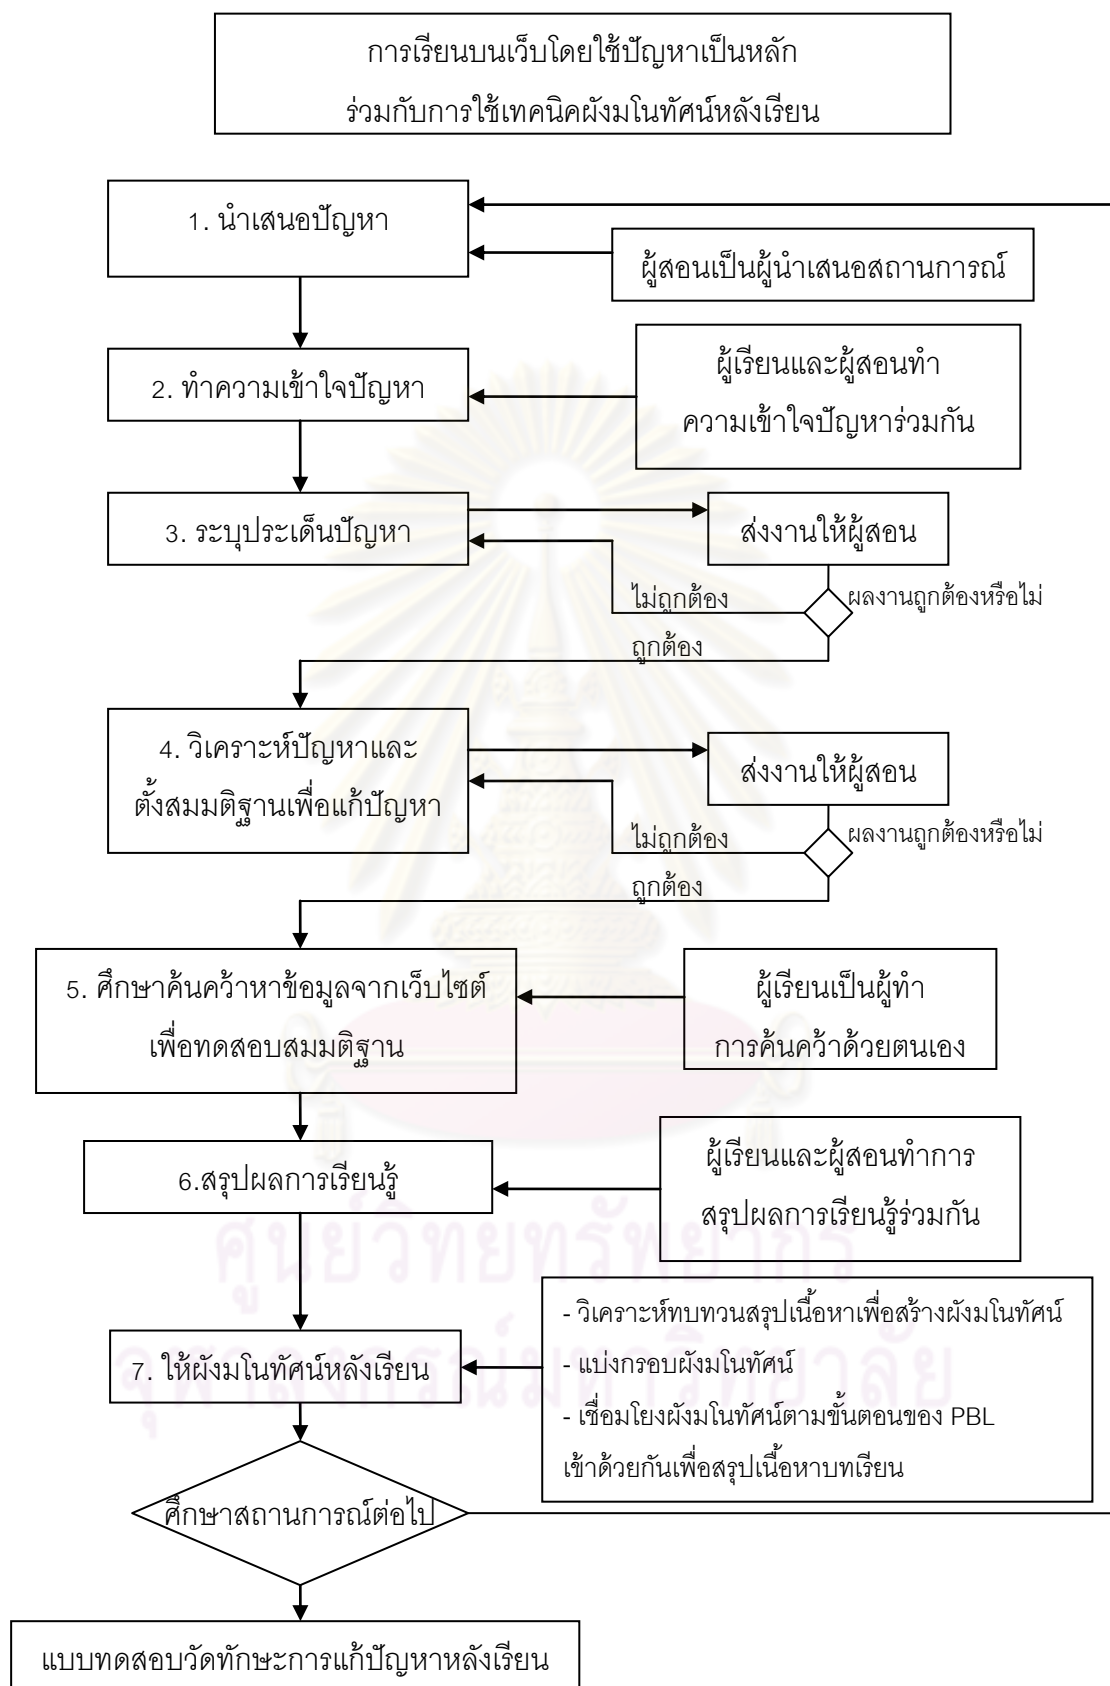 การเรียนบนเว็บโดยใช้ปัญหาเป็นหลัก
ร่วมกับการใช้เทคนิคผังมโนทัศน์หลังเรียน
1. นำเสนอปัญหา
ผู้สอนเป็นผู้นำเสนอสถานการณ์
2. ทำความเข้าใจปัญหา
ผู้เรียนและผู้สอนทำ
ความเข้าใจปัญหาร่วมกัน
3. ระบุประเด็นปัญหา
ส่งงานให้ผู้สอน
ไม่ถูกต้อง
ผลงานถูกต้องหรือไม่
ถูกต้อง
4. วิเคราะห์ปัญหาและ
ตั้งสมมติฐานเพื่อแก้ปัญหา
ส่งงานให้ผู้สอน
ไม่ถูกต้อง
ผลงานถูกต้องหรือไม่
ถูกต้อง
5. ศึกษาค้นคว้าหาข้อมูลจากเว็บไซต์
เพื่อทดสอบสมมติฐาน
ผู้เรียนเป็นผู้ทำ
การค้นคว้าด้วยตนเอง
6.สรุปผลการเรียนรู้
ผู้เรียนและผู้สอนทำการ
สรุปผลการเรียนรู้ร่วมกัน
ศูนย์วิทยทรัพยากร
จุฬาลงกรณ์มหาวิทยาลัย
7. ให้ผังมโนทัศน์หลังเรียน
- วิเคราะห์ทบทวนสรุปเนื้อหาเพื่อสร้างผังมโนทัศน์
- แบ่งกรอบผังมโนทัศน์
- เชื่อมโยงผังมโนทัศน์ตามขั้นตอนของ PBL
เข้าด้วยกันเพื่อสรุปเนื้อหาบทเรียน
ศึกษาสถานการณ์ต่อไป
แบบทดสอบวัดทักษะการแก้ปัญหาหลังเรียน